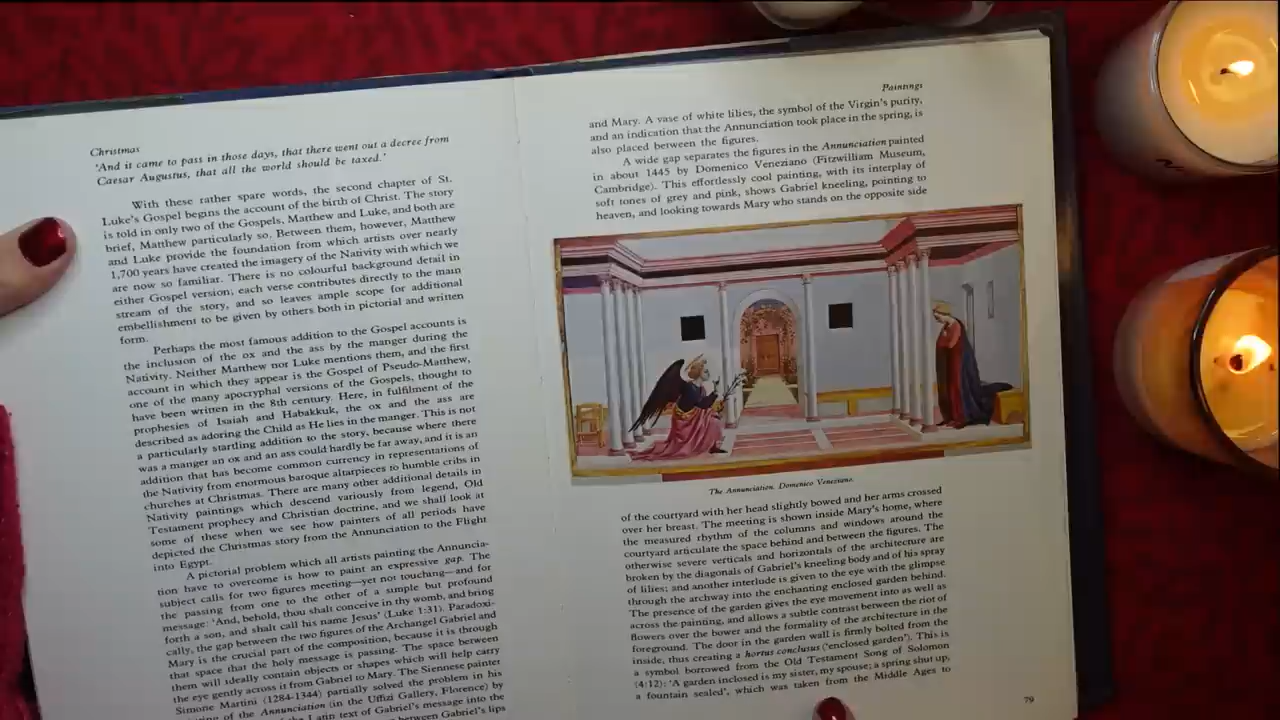 Christmas
'And it came to pass in those days, that there went out a decree from
Caesar Augustus, that all the world should be taxed.'
With these rather spare words, the second chapter of St.
Luke's Gospel begins the account of the birth of Christ. The story
is told in only two of the Gospels, Matthew and Luke, and both are
brief, Matthew particularly so. Between them, however, Matthew
and Luke provide the foundation from which artists over nearly
1,700 years have created the imagery of the Nativity with which we
are now so familiar. There is no colourful background detail in
either Gospel version; each verse contributes directly to the main
stream of the story, and so leaves ample scope for additional
embellishment to be given by others both in pictorial and written
form.
Perhaps the most famous addition to the Gospel accounts is
the inclusion of the ox and the ass by the manger during the
Nativity. Neither Matthew nor Luke mentions them, and the first
account in which they appear is the Gospel of Pseudo-Matthew,
one of the many apocryphal versions of the Gospels, thought to
have been written in the 8th century. Here, in fulfilment of the
prophesies of Isaiah and Habakkuk, the ox and the ass are
described as adoring the Child as He lies in the manger. This is not
a particularly startling addition to the story, because where there
was a manger an ox and an ass could hardly be far away, and it is an
addition that has become common currency in representations of
the Nativity from enormous baroque altarpieces to humble cribs in
churches at Christmas. There are many other additional details in
Nativity paintings which descend variously from legend, Old
Testament prophecy and Christian doctrine, and we shall look at
some of these when we see how painters of all periods have
depicted the Christmas story from the Annunciation to the Flight
into Egypt.
A pictorial problem which all artists painting the Annuncia-
tion have to overcome is how to paint an expressive gap. The
subject calls for two figures meeting—yet not touching—and for
the passing from one to the other of a simple but profound
message: 'And, behold, thou shalt conceive in thy womb, and bring
forth a son, and shalt call his name Jesus' (Luke 1:31). Paradoxi-
cally, the gap between the two figures of the Archangel Gabriel and
Mary is the crucial part of the composition, because it is through
that space that the holy message is passing. The space between
them will ideally contain objects or shapes which will help carry
the eye gently across it from Gabriel to Mary. The Siennese painter
Simone Martini (1284-1344) partially solved the problem in his
of the Annunciation (in the Uffizi Gallery, Florence) by
the Latin text of Gabriel's message into the
between Gabriel's lips
Paintings
and Mary. A vase of white lilies, the symbol of the Virgin's purity,
and an indication that the Annunciation took place in the spring, is
also placed between the figures.
A wide gap separates the figures in the Annunciation painted
in about 1445 by Domenico Veneziano (Fitzwilliam Museum,
Cambridge). This effortlessly cool painting, with its interplay of
soft tones of grey and pink, shows Gabriel kneeling, pointing to
heaven, and looking towards Mary who stands on the opposite side
The Annunciation. Domenico Veneziano.
of the courtyard with her head slightly bowed and her arms crossed
over her breast. The meeting is shown inside Mary's home, where
the measured rhythm of the columns and windows around the
courtyard articulate the space behind and between the figures. The
otherwise severe verticals and horizontals of the architecture are
broken by the diagonals of Gabriel's kneeling body and of his spray
of lilies; and another interlude is given to the eye with the glimpse
through the archway into the enchanting enclosed garden behind.
The presence of the garden gives the eye movement into as well as
across the painting, and allows a subtle contrast between the riot of
flowers over the bower and the formality of the architecture in the
foreground. The door in the garden wall is firmly bolted from the
inside, thus creating a hortus conclusus ('enclosed garden'). This is
a symbol borrowed from the Old Testament Song of Solomon
(4:12): 'A garden inclosed is my sister, my spouse; a spring shut up,
a fountain sealed', which was taken from the Middle Ages to
79